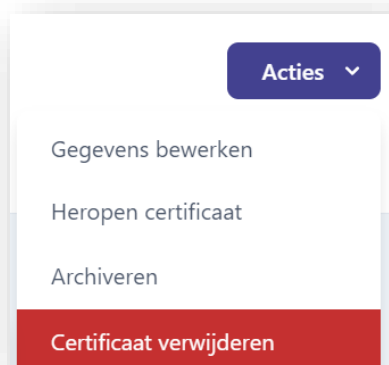 Acties
Gegevens bewerken
Heropen certificaat
Archiveren
Certificaat verwijderen